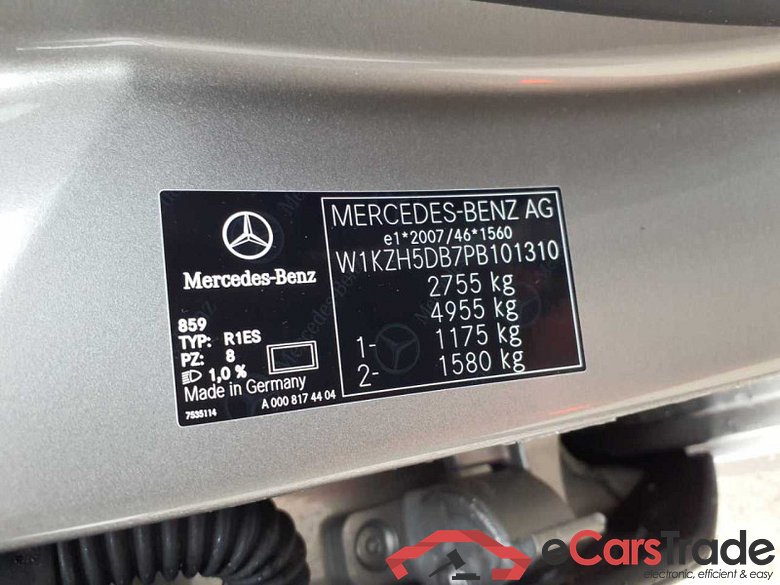 Mercedes-Benz
859
TYP: R1ES
PZ: 8
1,0 %
Made in Germany
7535114
A 000 817 44 04
MERCEDES-BENZ AG
e1*2007/46*1560
W1KZH5DB7PB101310
2755 kg
4955 kg
1- 1175 kg
2- 1580 kg
eCarsTrade
electronic, efficient & easy